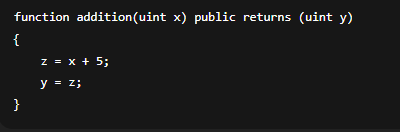 function addition(uint x) public returns (uint y)
{
    z = x + 5;
    y = z;
}